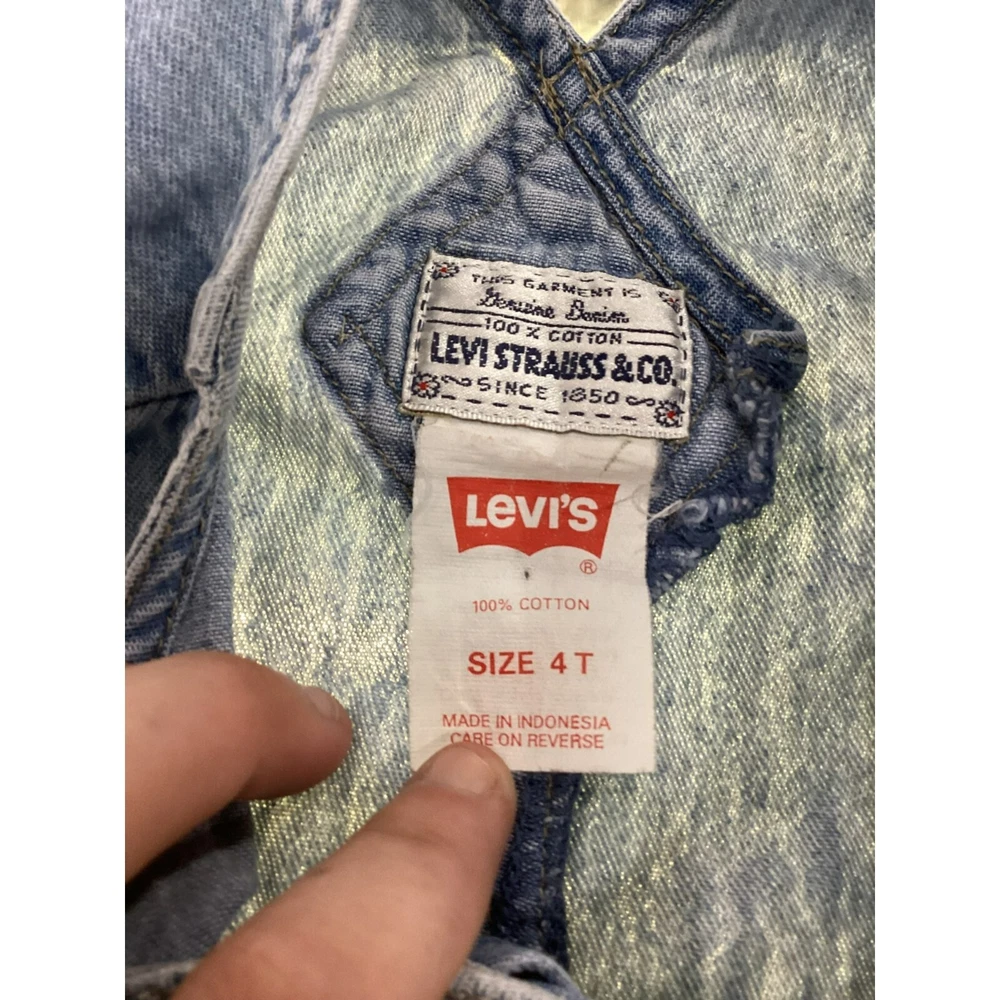 THIS GARMENT IS
Genuine Denim
100 % COTTON
LEVI STRAUSS & CO.
SINCE 1850
LEVI'S
®
100% COTTON
SIZE 4T
MADE IN INDONESIA
CARE ON REVERSE